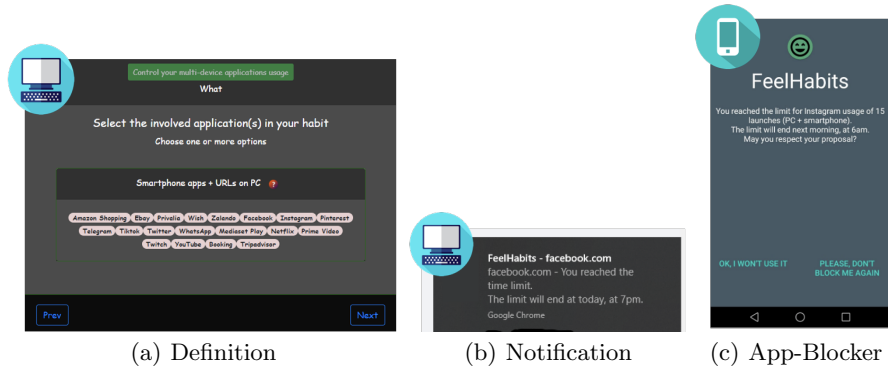 Control your multi-device applications usage
What
Select the involved application(s) in your habit
Choose one or more options
Smartphone apps + URLs on PC ?
Amazon Shopping Ebay Privalia Wish Zalando Facebook Instagram Pinterest
Telegram Tiktok Twitter WhatsApp Mediaset Play Netflix Prime Video
Twitch YouTube Booking Tripadvisor
Prev
Next
(a) Definition
FeelHabits - facebook.com
facebook.com - You reached the
time limit.
The limit will end at today, at 7pm.
Google Chrome
(b) Notification
FeelHabits
You reached the limit for Instagram usage of 15
launches (PC + smartphone).
The limit will end next morning, at 6am.
May you respect your proposal?
OK, I WON'T USE IT
PLEASE, DON'T
BLOCK ME AGAIN
(c) App-Blocker